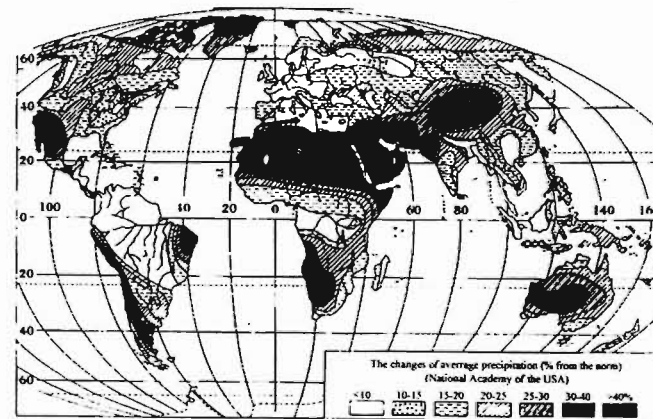 60
40
20
100 40 20 0 60 80 140 16
0
20
40
60
The changes of averrage precipitation (% from the norm)
(National Academy of the USA)
<10 10-15 15-20 20-25 25-30 30-40 >40%